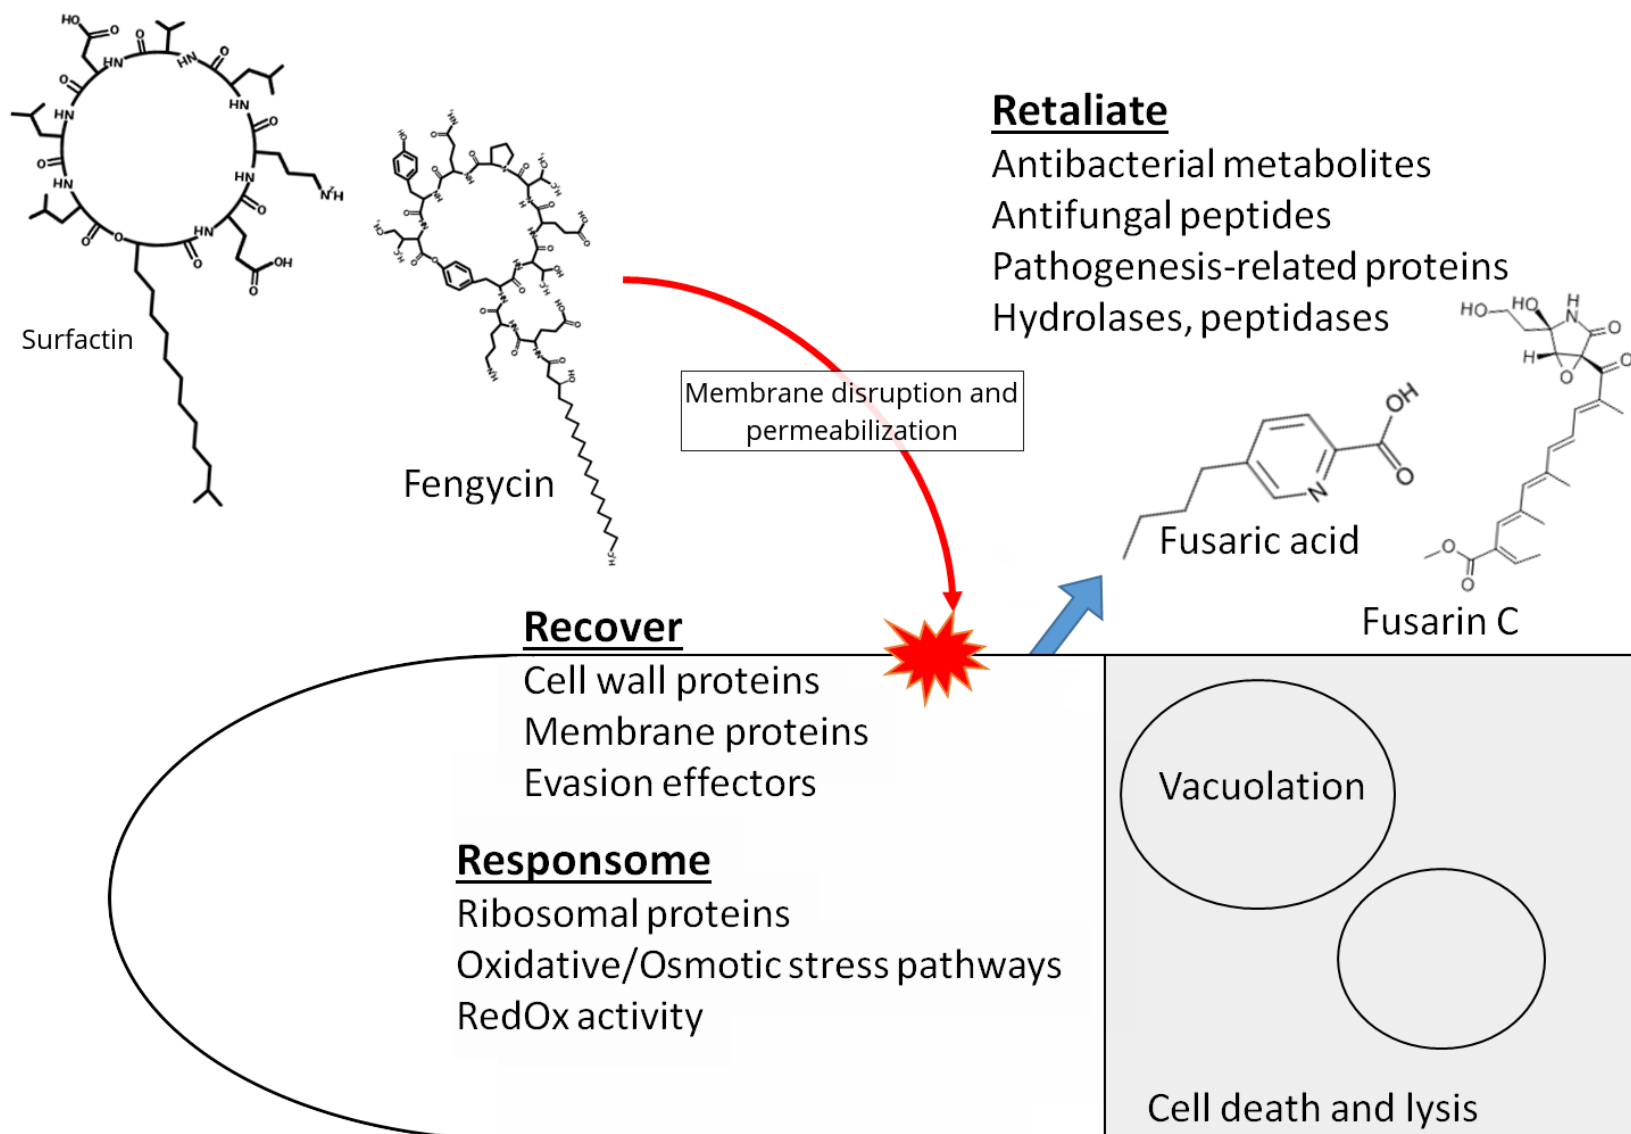 Surfactin
Fengycin
Membrane disruption and
permeabilization
Retaliate
Antibacterial metabolites
Antifungal peptides
Pathogenesis-related proteins
Hydrolases, peptidases
Fusaric acid
Fusarin C
Recover
Cell wall proteins
Membrane proteins
Evasion effectors
Responsome
Ribosomal proteins
Oxidative/Osmotic stress pathways
RedOx activity
Vacuolation
Cell death and lysis